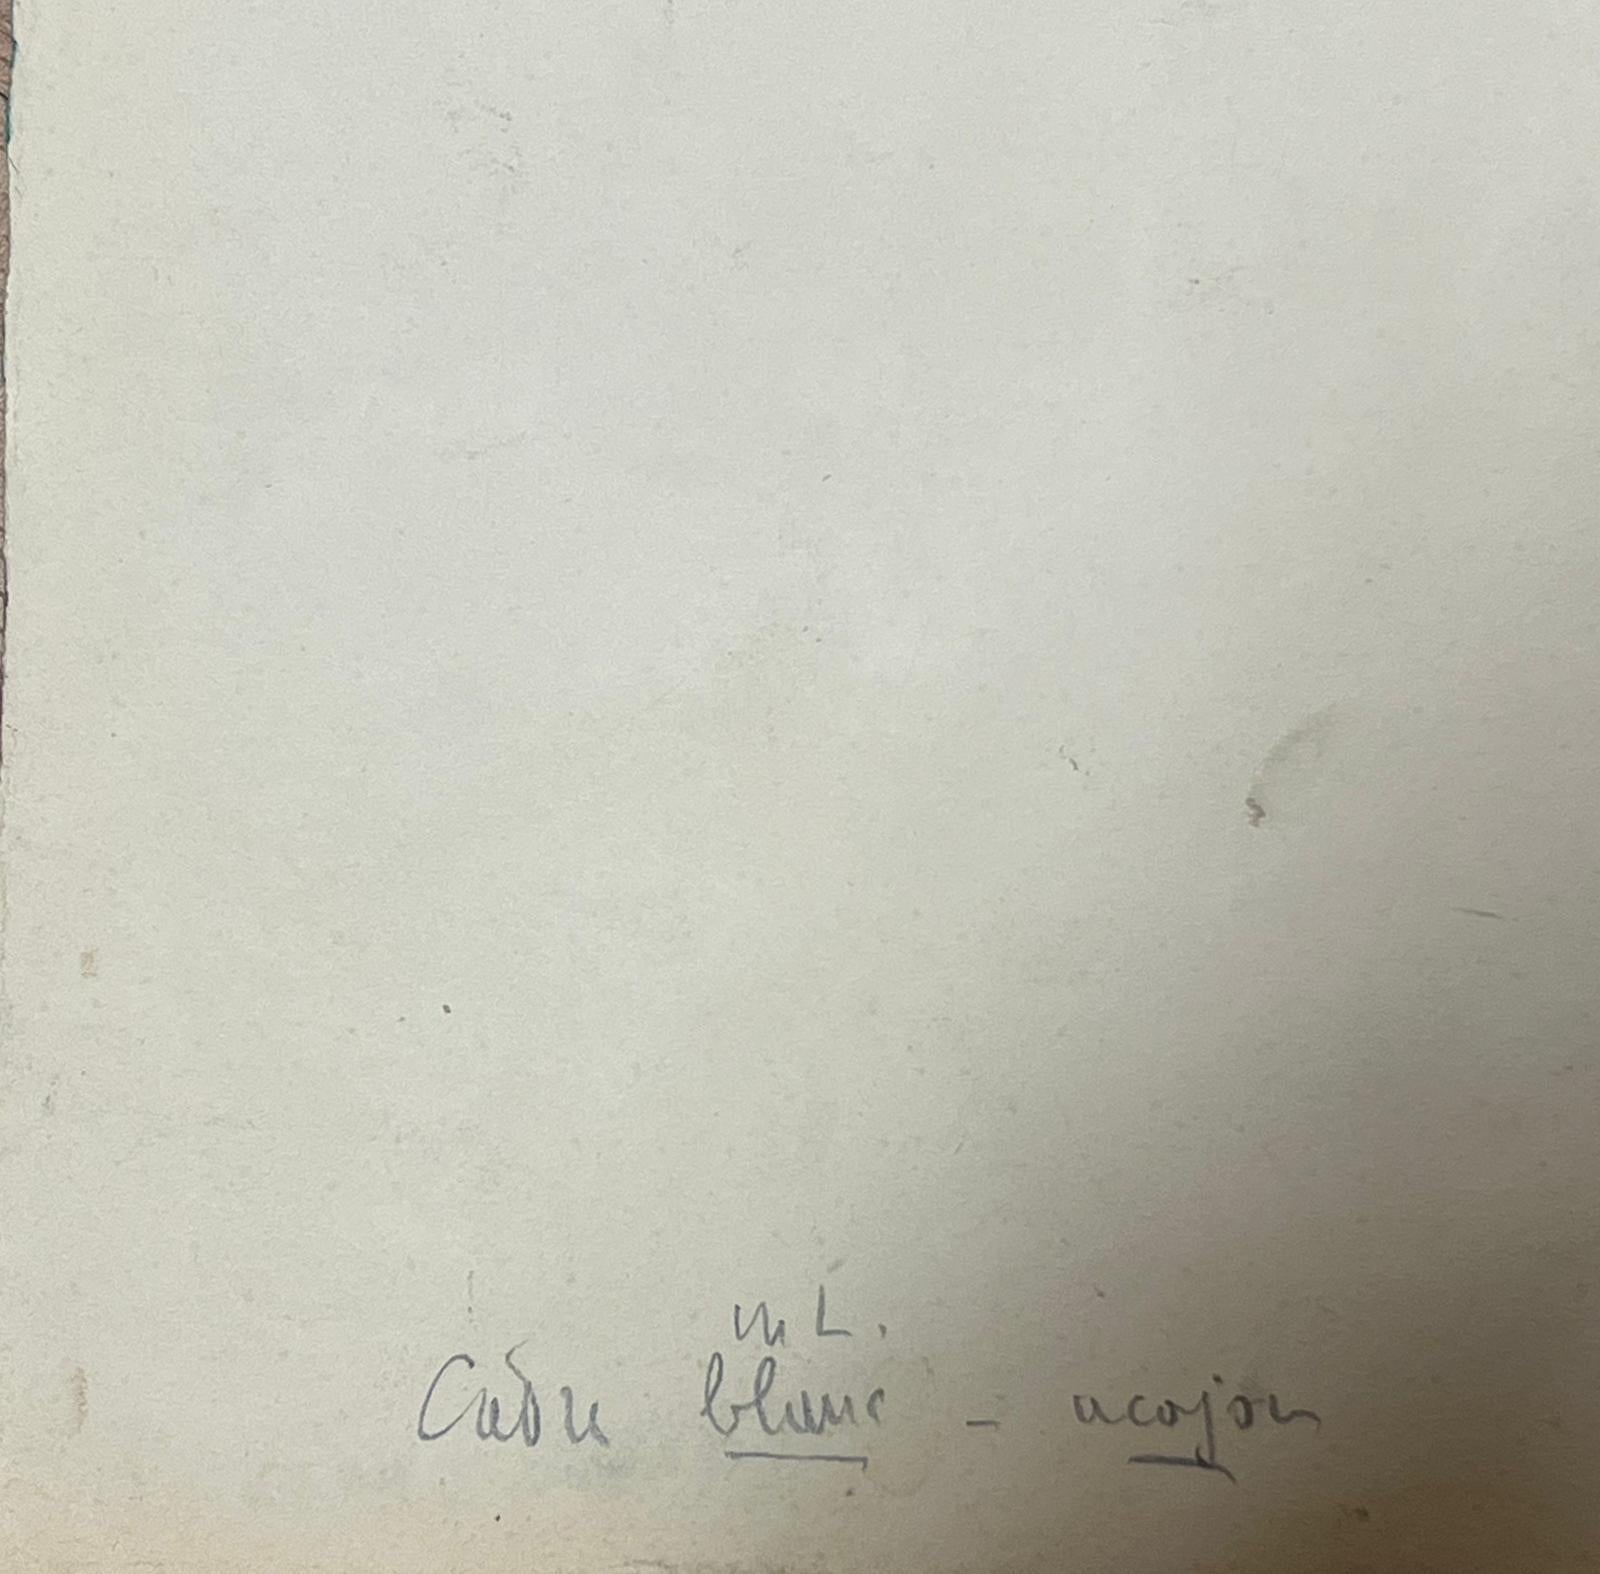 m L.
Cadre blanc - acajou